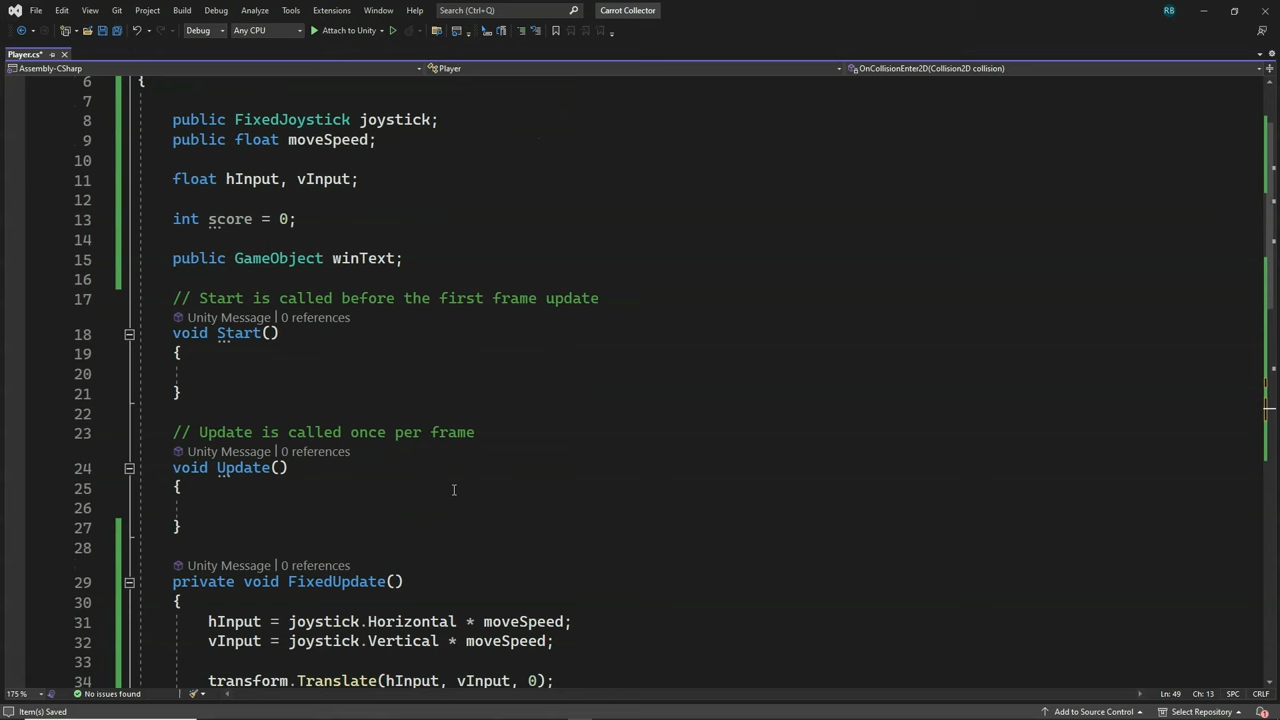 File Edit View Git Project Build Debug Analyze Tools Extensions Window Help Search (Ctrl+Q) Carrot Collector RB
Debug Any CPU Attach to Unity
Player.cs*
Assembly-CSharp Player OnCollisionEnter2D(Collision2D collision)
6 {
7
8 public FixedJoystick joystick;
9 public float moveSpeed;
10
11 float hInput, vInput;
12
13 int score = 0;
14
15 public GameObject winText;
16
17 // Start is called before the first frame update
Unity Message | 0 references
18 void Start()
19 {
20
21 }
22
23 // Update is called once per frame
Unity Message | 0 references
24 void Update()
25 {
26
27 }
28
Unity Message | 0 references
29 private void FixedUpdate()
30 {
31 hInput = joystick.Horizontal * moveSpeed;
32 vInput = joystick.Vertical * moveSpeed;
33
34 transform.Translate(hInput, vInput, 0);
175 % No issues found Ln: 49 Ch: 13 SPC CRLF
Item(s) Saved Add to Source Control Select Repository 1